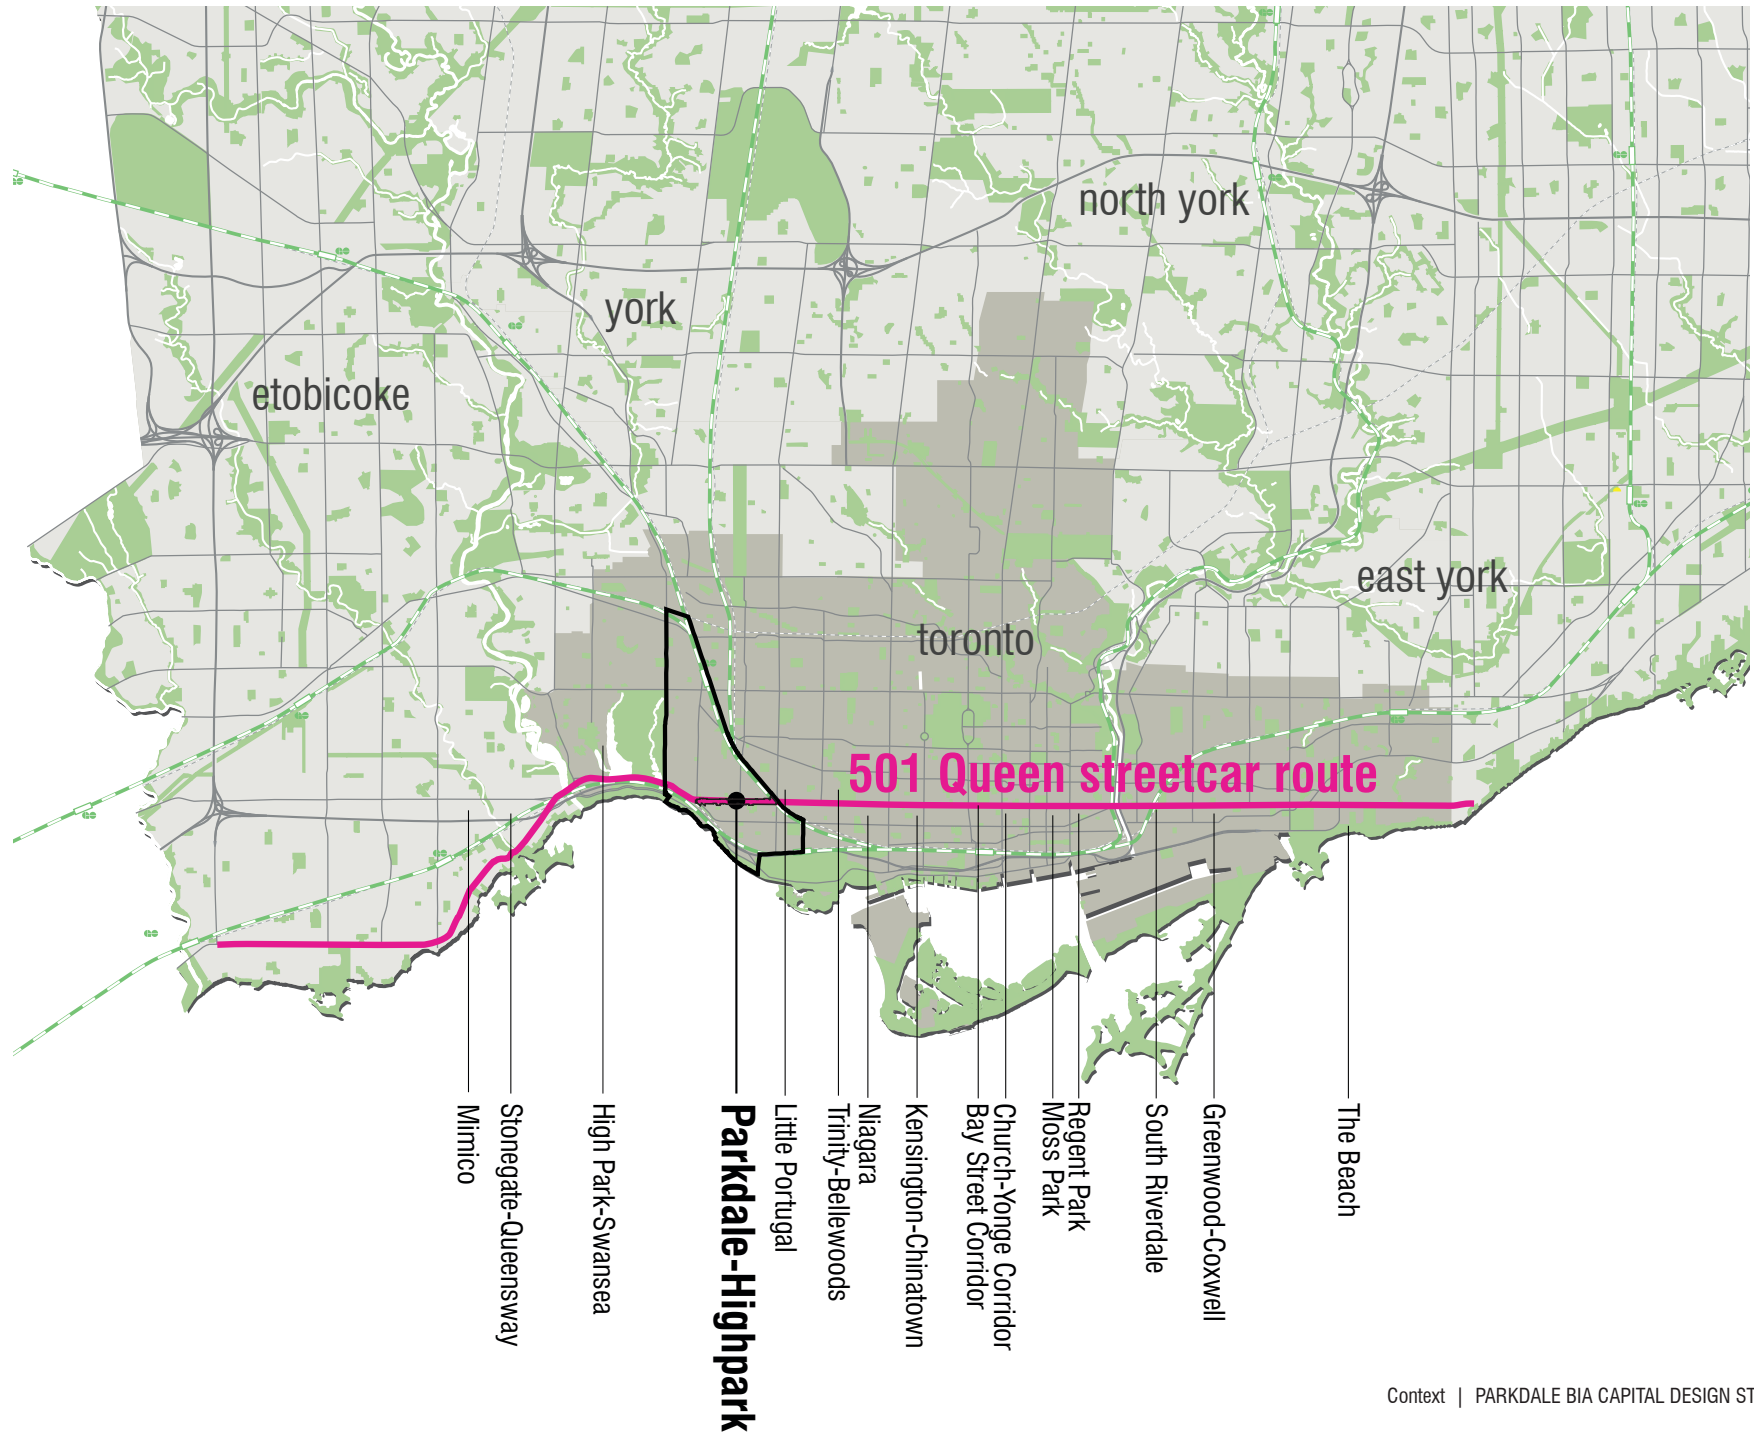 north york
york
etobicoke
east york
toronto
501 Queen streetcar route
Mimico
Stonegate-Queensway
High Park-Swansea
Parkdale-Highpark
Little Portugal
Trinity-Bellewoods
Niagara
Kensington-Chinatown
Bay Street Corridor
Church-Yonge Corridor
Moss Park
Regent Park
South Riverdale
Greenwood-Coxwell
The Beach
Context | PARKDALE BIA CAPITAL DESIGN ST